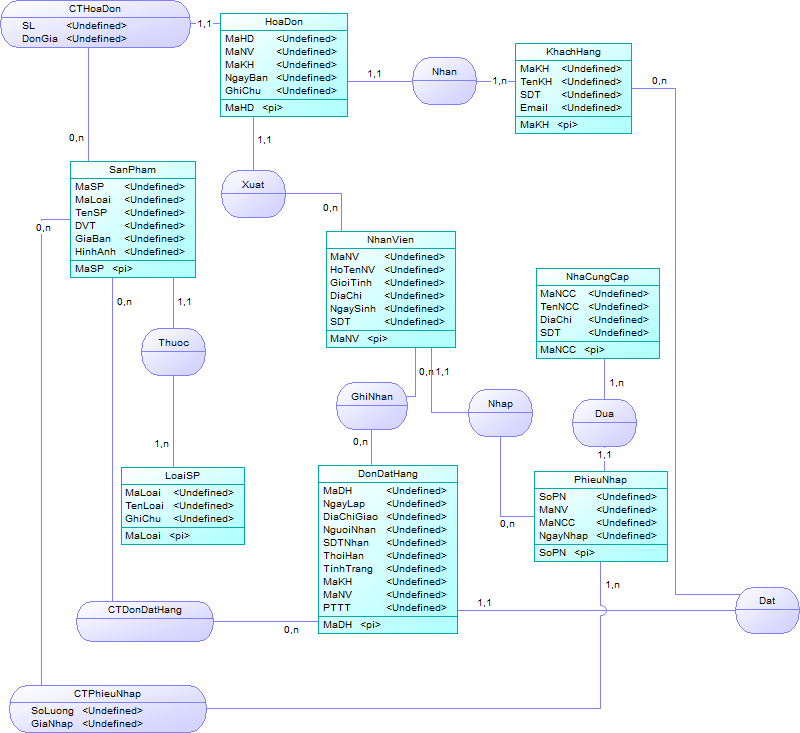 CTHoaDon
SL <Undefined>
DonGia <Undefined>
1,1
HoaDon
MaHD <Undefined>
MaNV <Undefined>
MaKH <Undefined>
NgayBan <Undefined>
GhiChu <Undefined>
MaHD <pi>
1,1
Nhan
1,n
KhachHang
MaKH <Undefined>
TenKH <Undefined>
SDT <Undefined>
Email <Undefined>
MaKH <pi>
0,n
0,n
1,1
SanPham
MaSP <Undefined>
MaLoai <Undefined>
TenSP <Undefined>
DVT <Undefined>
GiaBan <Undefined>
HinhAnh <Undefined>
MaSP <pi>
Xuat
0,n
0,n
NhanVien
MaNV <Undefined>
HoTenNV <Undefined>
GioiTinh <Undefined>
DiaChi <Undefined>
NgaySinh <Undefined>
SDT <Undefined>
MaNV <pi>
NhaCungCap
MaNCC <Undefined>
TenNCC <Undefined>
DiaChi <Undefined>
SDT <Undefined>
MaNCC <pi>
0,n
1,1
Thuoc
0,n
1,1
1,n
GhiNhan
Nhap
Dua
1,n
0,n
1,1
LoaiSP
MaLoai <Undefined>
TenLoai <Undefined>
GhiChu <Undefined>
MaLoai <pi>
DonDatHang
MaDH <Undefined>
NgayLap <Undefined>
DiaChiGiao <Undefined>
NguoiNhan <Undefined>
SDTNhan <Undefined>
ThoiHan <Undefined>
TinhTrang <Undefined>
MaKH <Undefined>
MaNV <Undefined>
PTTT <Undefined>
MaDH <pi>
PhieuNhap
SoPN <Undefined>
MaNV <Undefined>
MaNCC <Undefined>
NgayNhap <Undefined>
SoPN <pi>
0,n
1,n
1,1
Dat
CTDonDatHang
0,n
CTPhieuNhap
SoLuong <Undefined>
GiaNhap <Undefined>